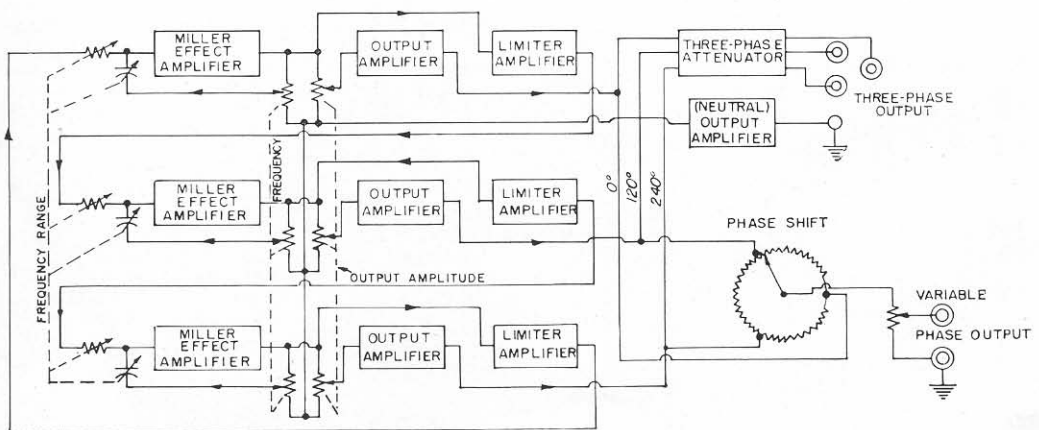 MILLER
EFFECT
AMPLIFIER
OUTPUT
AMPLIFIER
LIMITER
AMPLIFIER
THREE-PHASE
ATTENUATOR
THREE-PHASE
OUTPUT
(NEUTRAL)
OUTPUT
AMPLIFIER
FREQUENCY RANGE
FREQUENCY
MILLER
EFFECT
AMPLIFIER
OUTPUT
AMPLIFIER
LIMITER
AMPLIFIER
0°
120°
240°
PHASE SHIFT
OUTPUT AMPLITUDE
VARIABLE
PHASE OUTPUT
MILLER
EFFECT
AMPLIFIER
OUTPUT
AMPLIFIER
LIMITER
AMPLIFIER